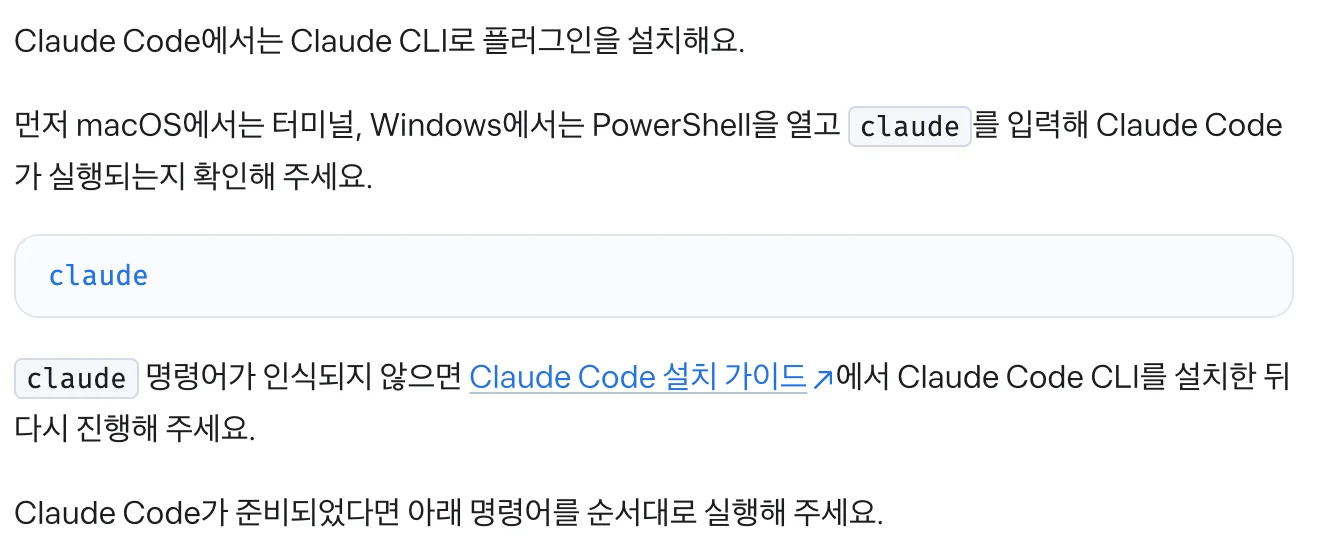 Claude Code에서는 Claude CLI로 플러그인을 설치해요.
먼저 macOS에서는 터미널, Windows에서는 PowerShell을 열고 claude를 입력해 Claude Code
가 실행되는지 확인해 주세요.
claude
claude 명령어가 인식되지 않으면 Claude Code 설치 가이드↗에서 Claude Code CLI를 설치한 뒤
다시 진행해 주세요.
Claude Code가 준비되었다면 아래 명령어를 순서대로 실행해 주세요.